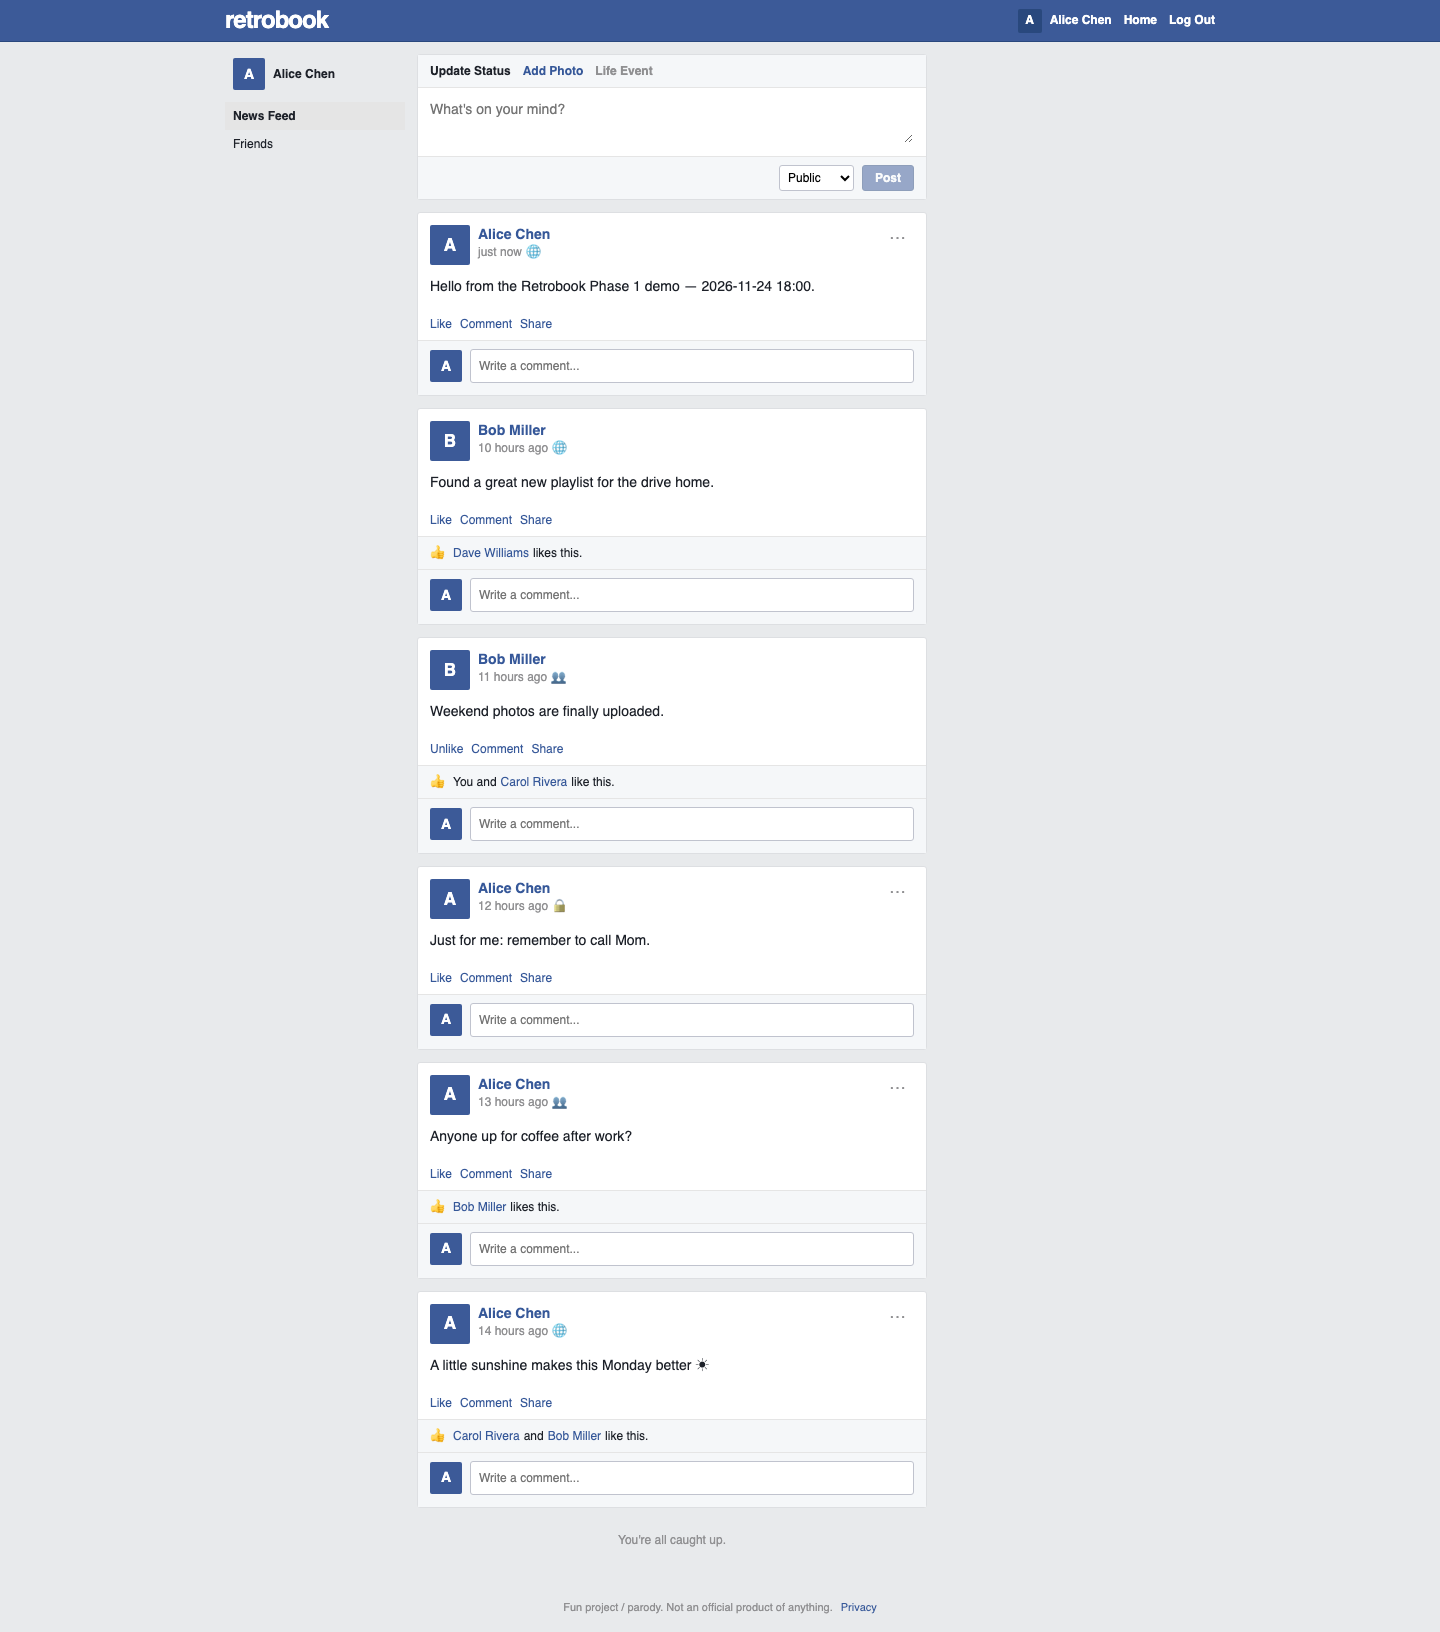 retrobook
A Alice Chen Home Log Out
A Alice Chen
News Feed
Friends
Update Status Add Photo Life Event
What's on your mind?
Public Post
A Alice Chen ...
just now
Hello from the Retrobook Phase 1 demo — 2026-11-24 18:00.
Like Comment Share
A Write a comment...
B Bob Miller
10 hours ago
Found a great new playlist for the drive home.
Like Comment Share
Dave Williams likes this.
A Write a comment...
B Bob Miller
11 hours ago
Weekend photos are finally uploaded.
Unlike Comment Share
You and Carol Rivera like this.
A Write a comment...
A Alice Chen ...
12 hours ago
Just for me: remember to call Mom.
Like Comment Share
A Write a comment...
A Alice Chen ...
13 hours ago
Anyone up for coffee after work?
Like Comment Share
Bob Miller likes this.
A Write a comment...
A Alice Chen ...
14 hours ago
A little sunshine makes this Monday better ☀
Like Comment Share
Carol Rivera and Bob Miller like this.
A Write a comment...
You're all caught up.
Fun project / parody. Not an official product of anything. Privacy